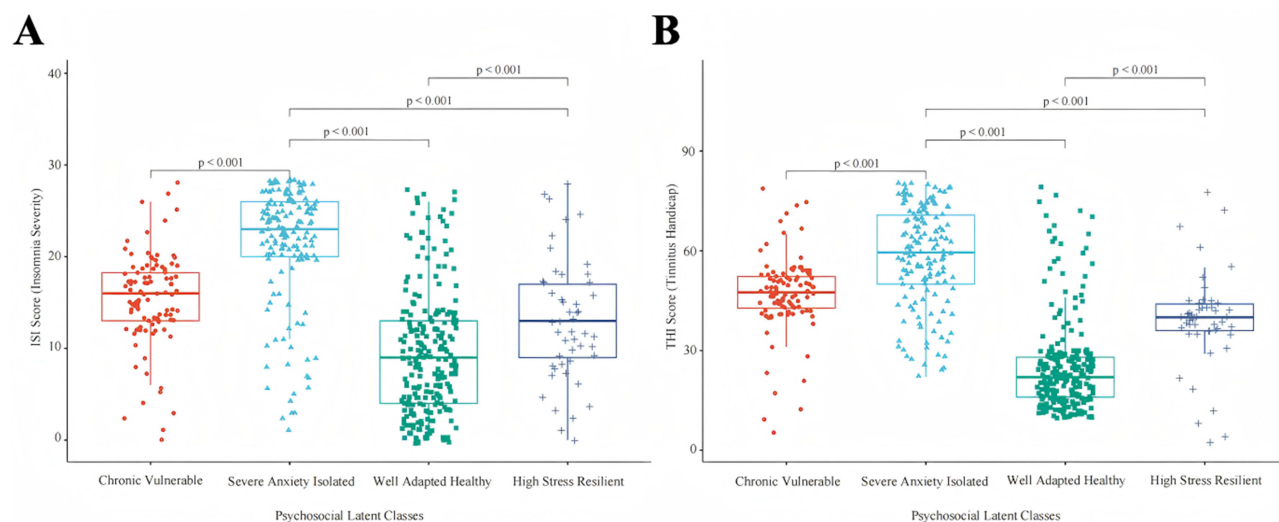 A
ISI Score (Insomnia Severity)
40
30
20
10
0
p < 0.001
p < 0.001
p < 0.001
p < 0.001
Chronic Vulnerable
Severe Anxiety Isolated
Well Adapted Healthy
High Stress Resilient
Psychosocial Latent Classes
B
THI Score (Tinnitus Handicap)
90
60
30
0
p < 0.001
p < 0.001
p < 0.001
p < 0.001
Chronic Vulnerable
Severe Anxiety Isolated
Well Adapted Healthy
High Stress Resilient
Psychosocial Latent Classes